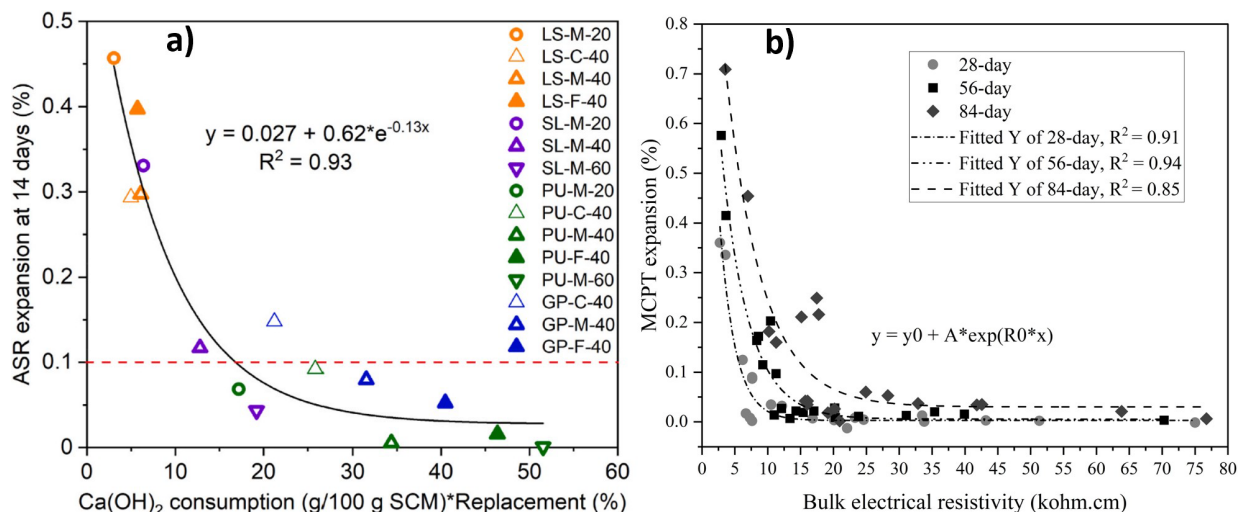 a)
0.5
0.4
0.3
0.2
0.1
0
0
10
20
30
40
50
60
ASR expansion at 14 days (%)
Ca(OH)₂ consumption (g/100 g SCM)*Replacement (%)
y = 0.027 + 0.62*e^-0.13x
R² = 0.93
LS-M-20
LS-C-40
LS-M-40
LS-F-40
SL-M-20
SL-M-40
SL-M-60
PU-M-20
PU-C-40
PU-M-40
PU-F-40
PU-M-60
GP-C-40
GP-M-40
GP-F-40
b)
0.8
0.7
0.6
0.5
0.4
0.3
0.2
0.1
0.0
0
5
10
15
20
25
30
35
40
45
50
55
60
65
70
75
80
MCPT expansion (%)
Bulk electrical resistivity (kohm.cm)
28-day
56-day
84-day
Fitted Y of 28-day, R² = 0.91
Fitted Y of 56-day, R² = 0.94
Fitted Y of 84-day, R² = 0.85
y = y0 + A*exp(R0*x)